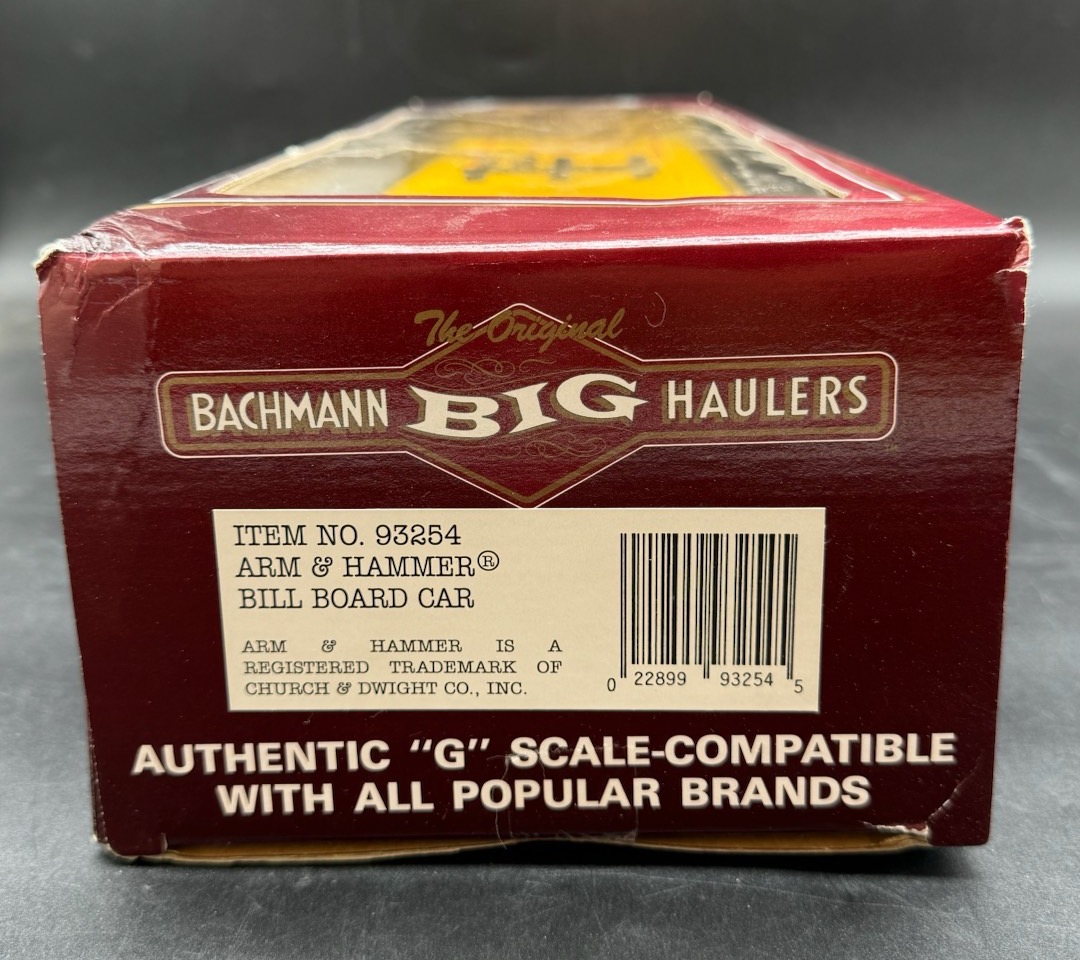 The Original
BACHMANN BIG HAULERS
ITEM NO. 93254
ARM & HAMMER®
BILL BOARD CAR
ARM & HAMMER IS A
REGISTERED TRADEMARK OF
CHURCH & DWIGHT CO., INC.
0 22899 93254 5
AUTHENTIC “G” SCALE-COMPATIBLE
WITH ALL POPULAR BRANDS